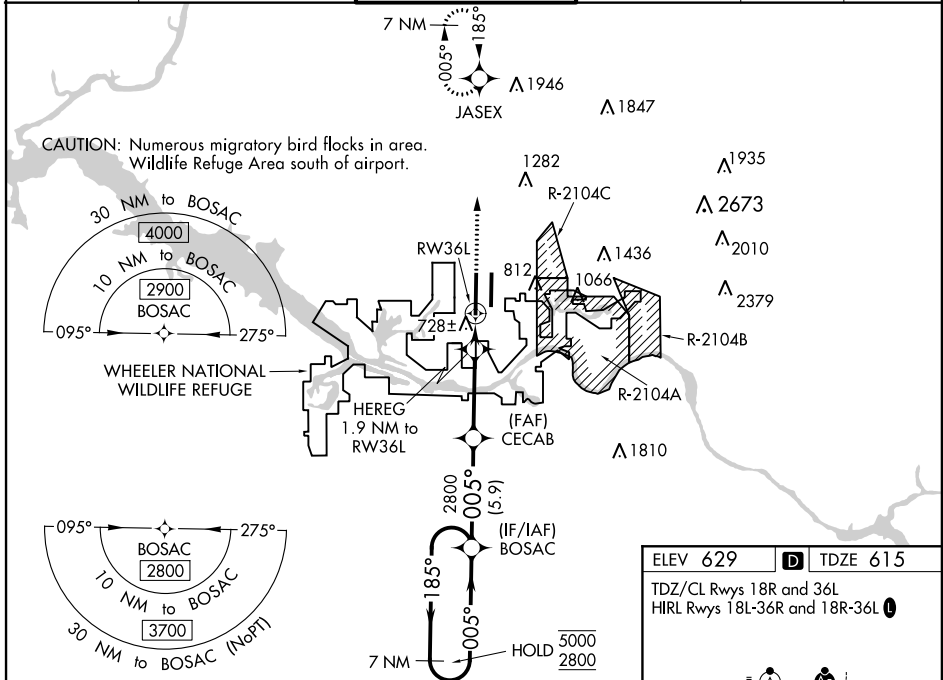 7 NM
185°
005°
JASEX
1946
1847
CAUTION: Numerous migratory bird flocks in area.
Wildlife Refuge Area south of airport.
1282
1935
R-2104C
2673
30 NM to BOSAC
4000
10 NM to BOSAC
2900
BOSAC
095°
275°
RW36L
812
1436
1066
2010
2379
728±
R-2104B
WHEELER NATIONAL
WILDLIFE REFUGE
R-2104A
HEREG
1.9 NM to
RW36L
(FAF)
CECAB
1810
2800
005°
(5.9)
(IF/IAF)
BOSAC
095°
275°
BOSAC
2800
10 NM to BOSAC
3700
30 NM to BOSAC (NoPT)
185°
005°
7 NM
HOLD
5000
2800
ELEV 629
D
TDZE 615
TDZ/CL Rwys 18R and 36L
HIRL Rwys 18L-36R and 18R-36L L